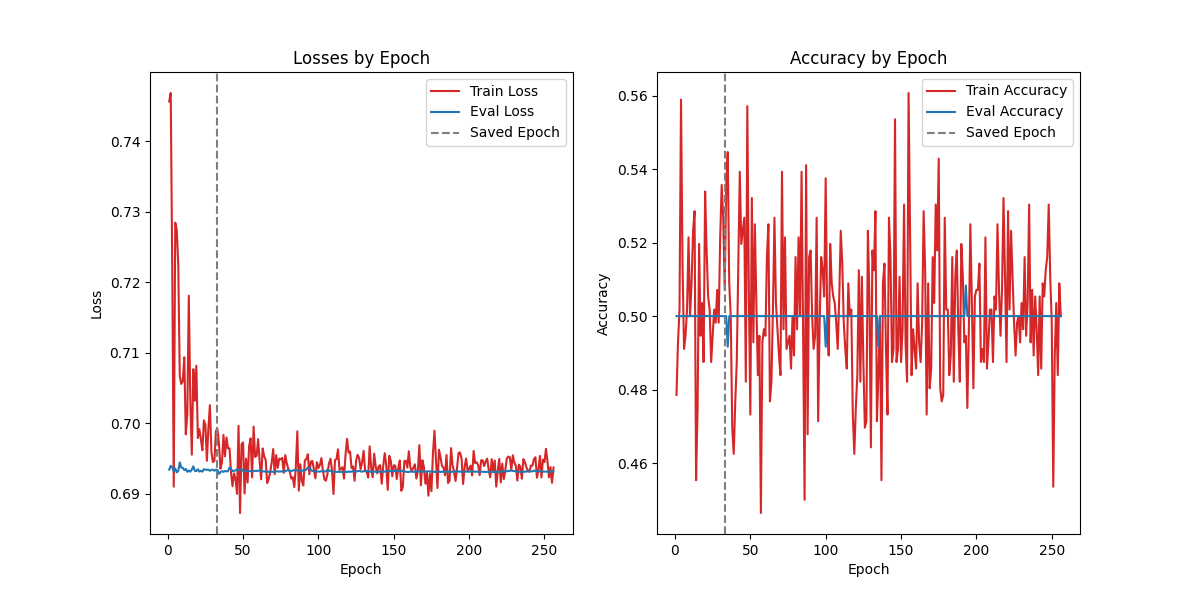 Losses by Epoch
Train Loss
Eval Loss
Saved Epoch
0.74
0.73
0.72
0.71
0.70
0.69
Loss
0
50
100
150
200
250
Epoch
Accuracy by Epoch
Train Accuracy
Eval Accuracy
Saved Epoch
0.56
0.54
0.52
0.50
0.48
0.46
Accuracy
0
50
100
150
200
250
Epoch